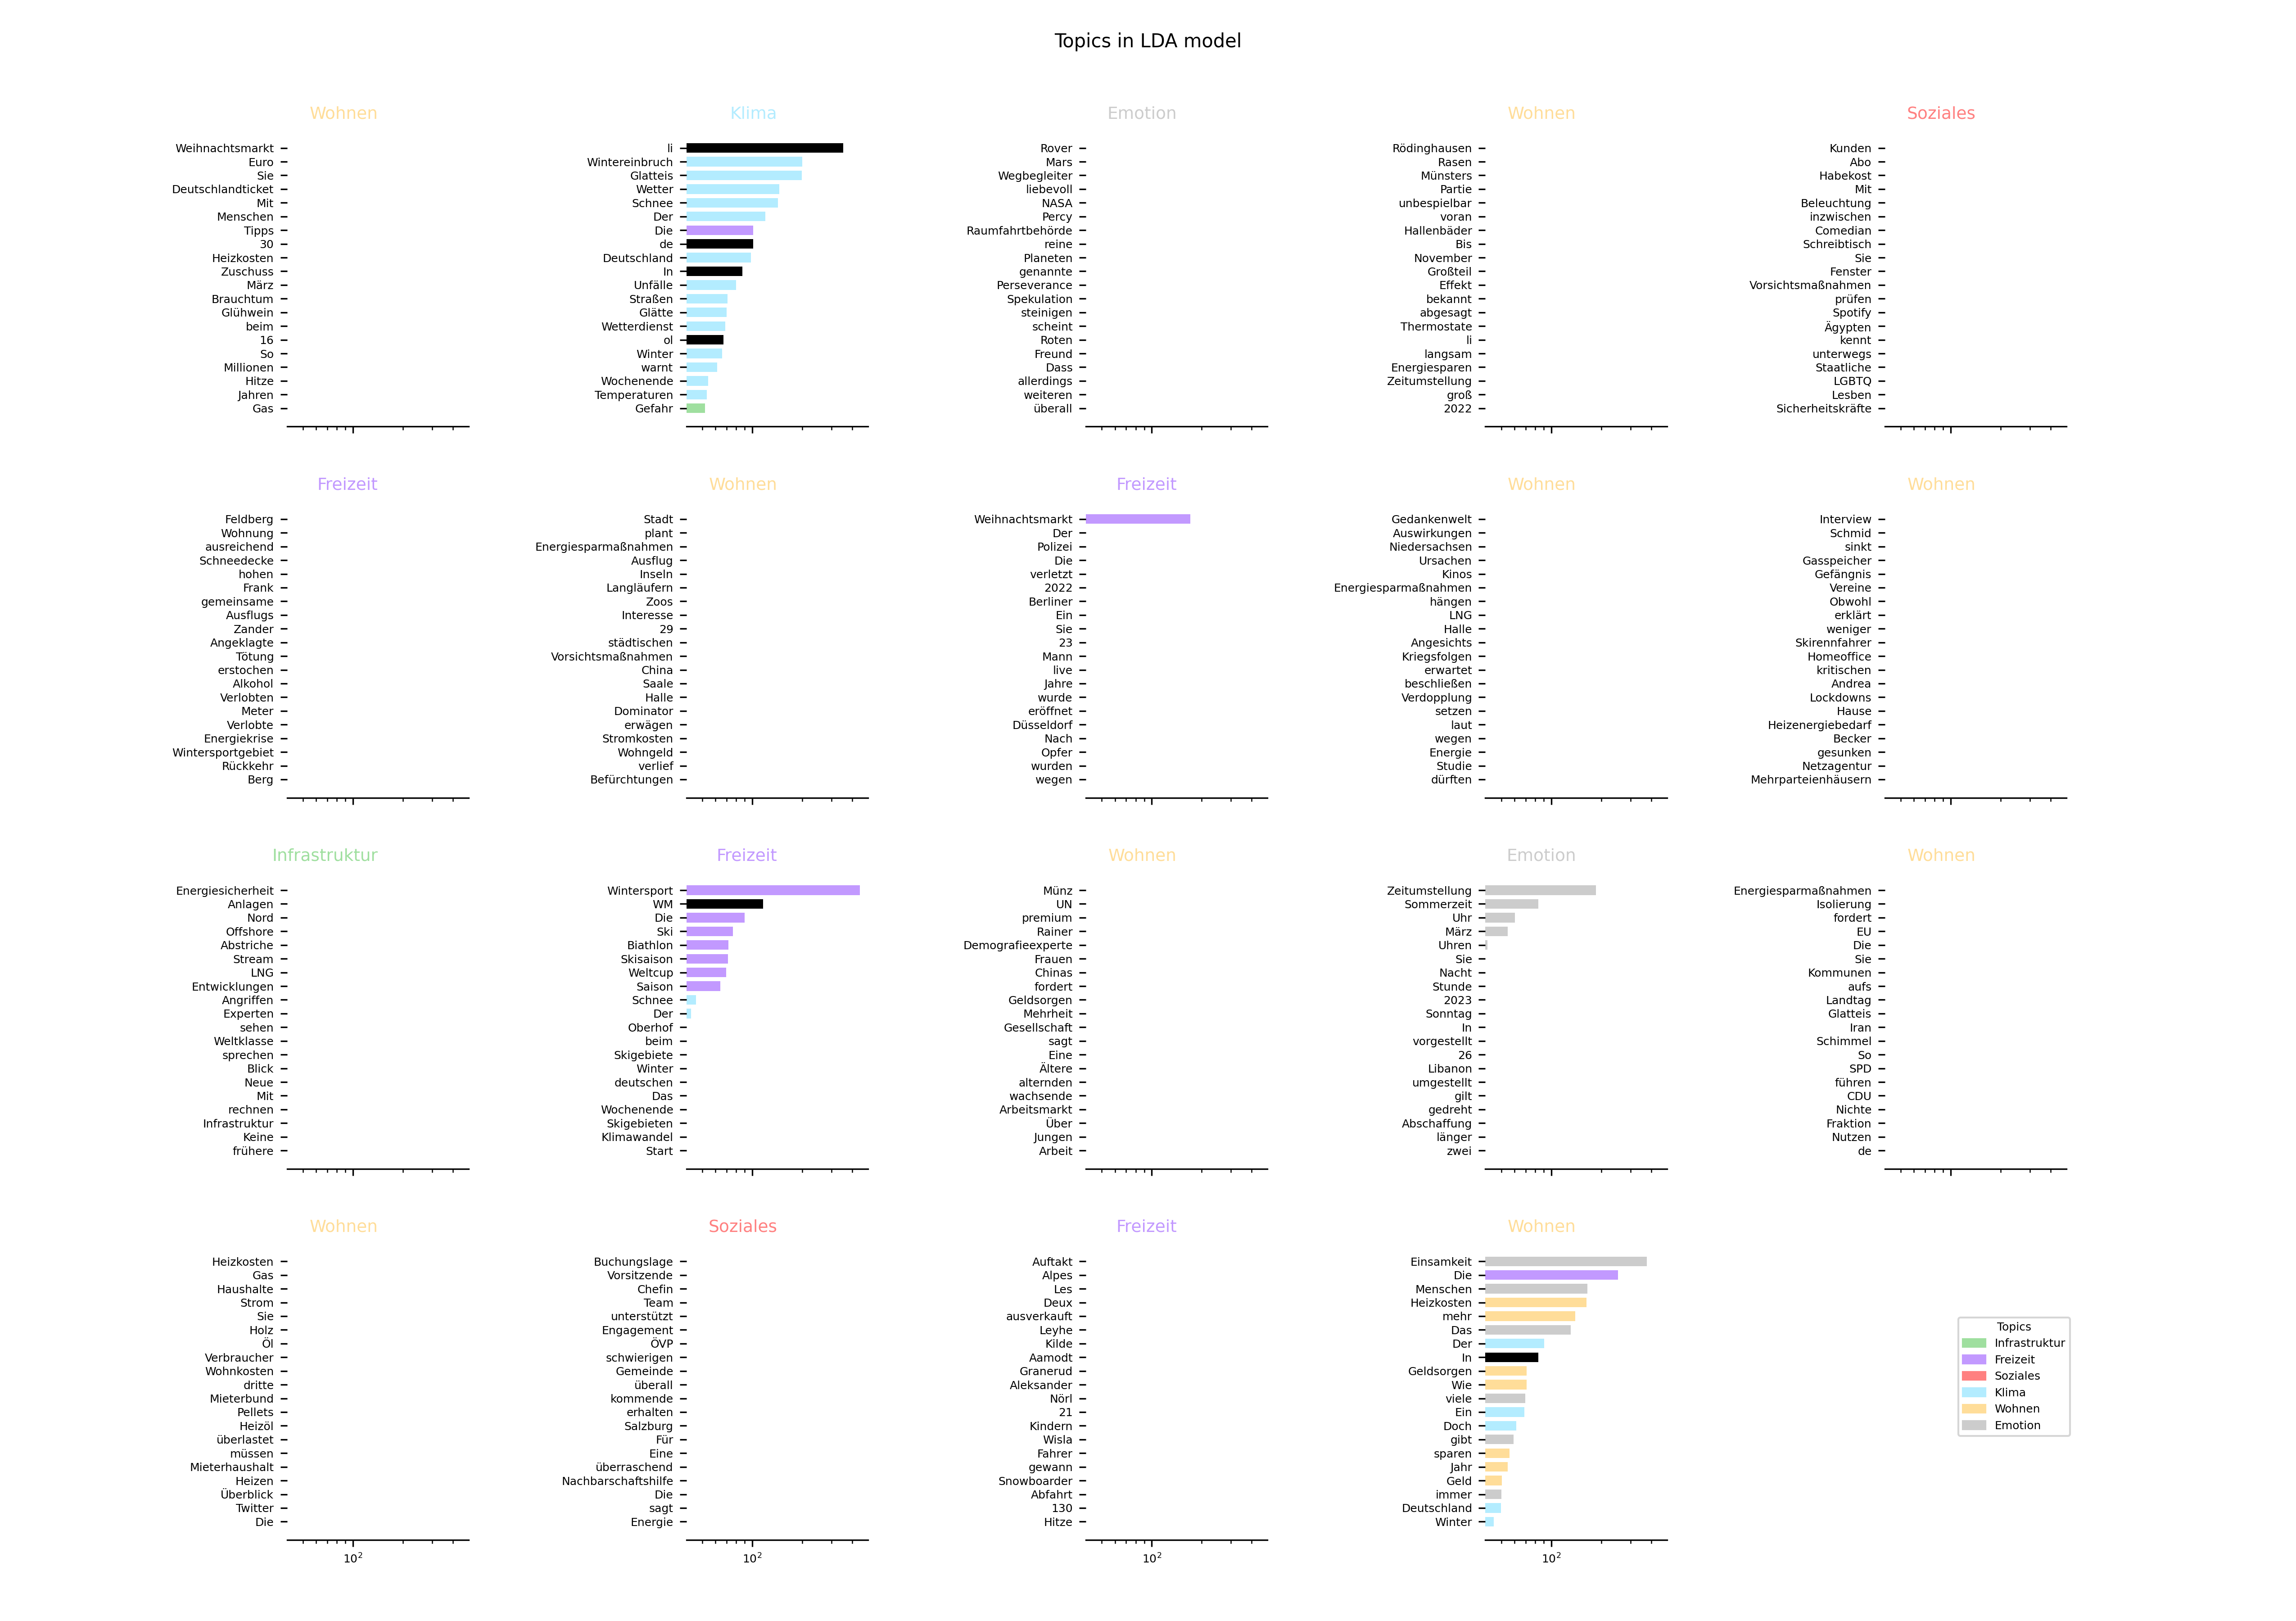 Topics in LDA model
Wohnen
Weihnachtsmarkt
Euro
Sie
Deutschlandticket
Mit
Menschen
Tipps
30
Heizkosten
Zuschuss
März
Brauchtum
Glühwein
beim
16
So
Millionen
Hitze
Jahren
Gas
Klima
li
Wintereinbruch
Glatteis
Wetter
Schnee
Der
Die
de
Deutschland
In
Unfälle
Straßen
Glätte
Wetterdienst
ol
Winter
warnt
Wochenende
Temperaturen
Gefahr
Emotion
Rover
Mars
Wegbegleiter
liebevoll
NASA
Percy
Raumfahrtbehörde
reine
Planeten
genannte
Perseverance
Spekulation
steinigen
scheint
Roten
Freund
Dass
allerdings
weiteren
überall
Wohnen
Rödinghausen
Rasen
Münsters
Partie
unbespielbar
voran
Hallenbäder
Bis
November
Großteil
Effekt
bekannt
abgesagt
Thermostate
li
langsam
Energiesparen
Zeitumstellung
groß
2022
Soziales
Kunden
Abo
Habekost
Mit
Beleuchtung
inzwischen
Comedian
Schreibtisch
Sie
Fenster
Vorsichtsmaßnahmen
prüfen
Spotify
Ägypten
kennt
unterwegs
Staatliche
LGBTQ
Lesben
Sicherheitskräfte
Freizeit
Feldberg
Wohnung
ausreichend
Schneedecke
hohen
Frank
gemeinsame
Ausflugs
Zander
Angeklagte
Tötung
erstochen
Alkohol
Verlobten
Meter
Verlobte
Energiekrise
Wintersportgebiet
Rückkehr
Berg
Wohnen
Stadt
plant
Energiesparmaßnahmen
Ausflug
Inseln
Langläufern
Zoos
Interesse
29
städtischen
Vorsichtsmaßnahmen
China
Saale
Halle
Dominator
erwägen
Stromkosten
Wohngeld
verlief
Befürchtungen
Freizeit
Weihnachtsmarkt
Der
Polizei
Die
verletzt
2022
Berliner
Ein
Sie
23
Mann
live
Jahre
wurde
eröffnet
Düsseldorf
Nach
Opfer
wurden
wegen
Wohnen
Gedankenwelt
Auswirkungen
Niedersachsen
Ursachen
Kinos
Energiesparmaßnahmen
hängen
LNG
Halle
Angesichts
Kriegsfolgen
erwartet
beschließen
Verdopplung
setzen
laut
wegen
Energie
Studie
dürften
Wohnen
Interview
Schmid
sinkt
Gasspeicher
Gefängnis
Vereine
Obwohl
erklärt
weniger
Skirennfahrer
Homeoffice
kritischen
Andrea
Lockdowns
Hause
Heizenergiebedarf
Becker
gesunken
Netzagentur
Mehrparteienhäusern
Infrastruktur
Energiesicherheit
Anlagen
Nord
Offshore
Abstriche
Stream
LNG
Entwicklungen
Angriffen
Experten
sehen
Weltklasse
sprechen
Blick
Neue
Mit
rechnen
Infrastruktur
Keine
frühere
Freizeit
Wintersport
WM
Die
Ski
Biathlon
Skisaison
Weltcup
Saison
Schnee
Der
Oberhof
beim
Skigebiete
Winter
deutschen
Das
Wochenende
Skigebieten
Klimawandel
Start
Wohnen
Münz
UN
premium
Rainer
Demografieexperte
Frauen
Chinas
fordert
Geldsorgen
Mehrheit
Gesellschaft
sagt
Eine
Ältere
alternden
wachsende
Arbeitsmarkt
Über
Jungen
Arbeit
Emotion
Zeitumstellung
Sommerzeit
Uhr
März
Uhren
Sie
Nacht
Stunde
2023
Sonntag
In
vorgestellt
26
Libanon
umgestellt
gilt
gedreht
Abschaffung
länger
zwei
Wohnen
Energiesparmaßnahmen
Isolierung
fordert
EU
Die
Sie
Kommunen
aufs
Landtag
Glatteis
Iran
Schimmel
So
SPD
führen
CDU
Nichte
Fraktion
Nutzen
de
Wohnen
Heizkosten
Gas
Haushalte
Strom
Sie
Holz
Öl
Verbraucher
Wohnkosten
dritte
Mieterbund
Pellets
Heizöl
überlastet
müssen
Mieterhaushalt
Heizen
Überblick
Twitter
Die
10²
Soziales
Buchungslage
Vorsitzende
Chefin
Team
unterstützt
Engagement
ÖVP
schwierigen
Gemeinde
überall
kommende
erhalten
Salzburg
Für
Eine
überraschend
Nachbarschaftshilfe
Die
sagt
Energie
10²
Freizeit
Auftakt
Alpes
Les
Deux
ausverkauft
Leyhe
Kilde
Aamodt
Granerud
Aleksander
Nörl
21
Kindern
Wisla
Fahrer
gewann
Snowboarder
Abfahrt
130
Hitze
10²
Wohnen
Einsamkeit
Die
Menschen
Heizkosten
mehr
Das
Der
In
Geldsorgen
Wie
viele
Ein
Doch
gibt
sparen
Jahr
Geld
immer
Deutschland
Winter
10²
Topics
Infrastruktur
Freizeit
Soziales
Klima
Wohnen
Emotion